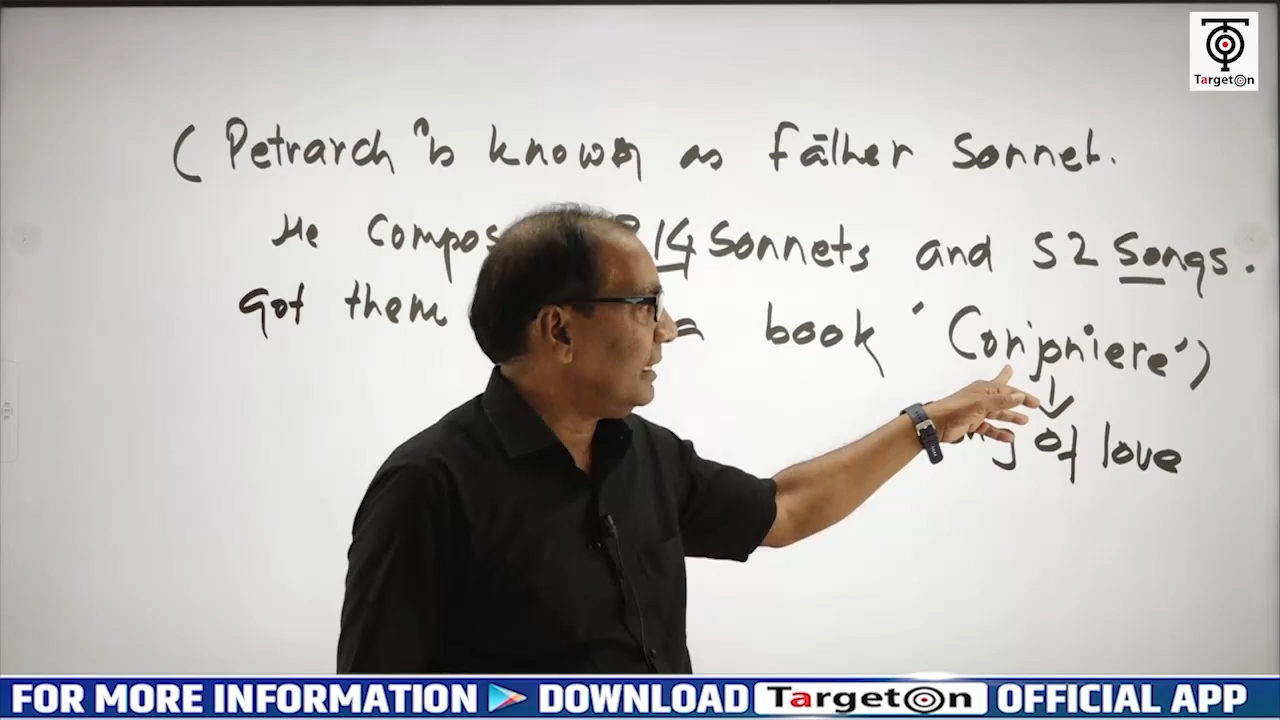 TargetOn
(Petrarch is known as Father Sonnet.
He compos 14 Sonnets and 52 Songs.
Got them a book 'Conjoniere')
of love
FOR MORE INFORMATION DOWNLOAD TargetOn OFFICIAL APP